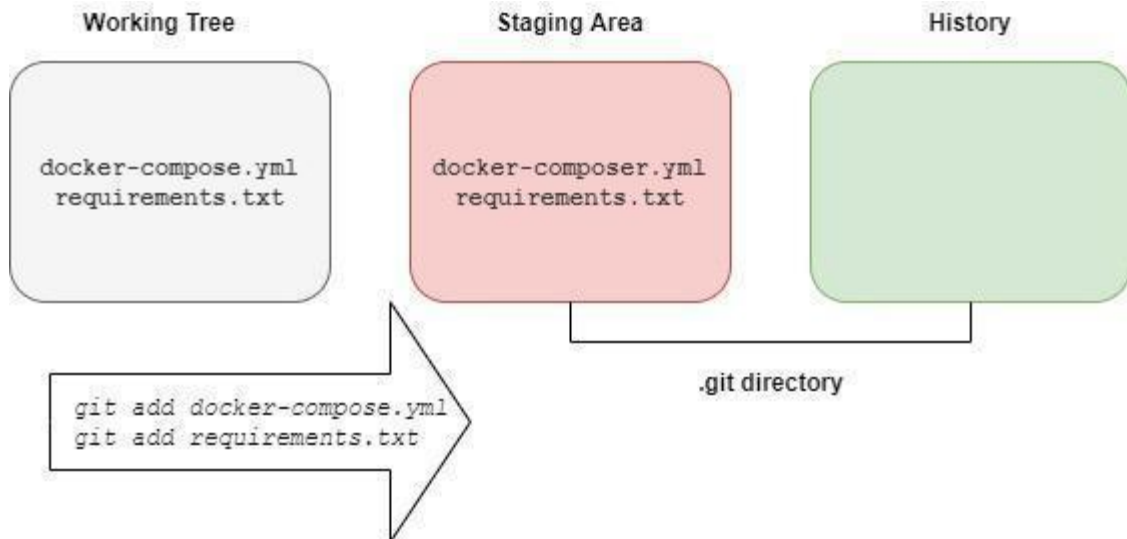 Working Tree
Staging Area
History
docker-compose.yml
requirements.txt
docker-composer.yml
requirements.txt
.git directory
git add docker-compose.yml
git add requirements.txt